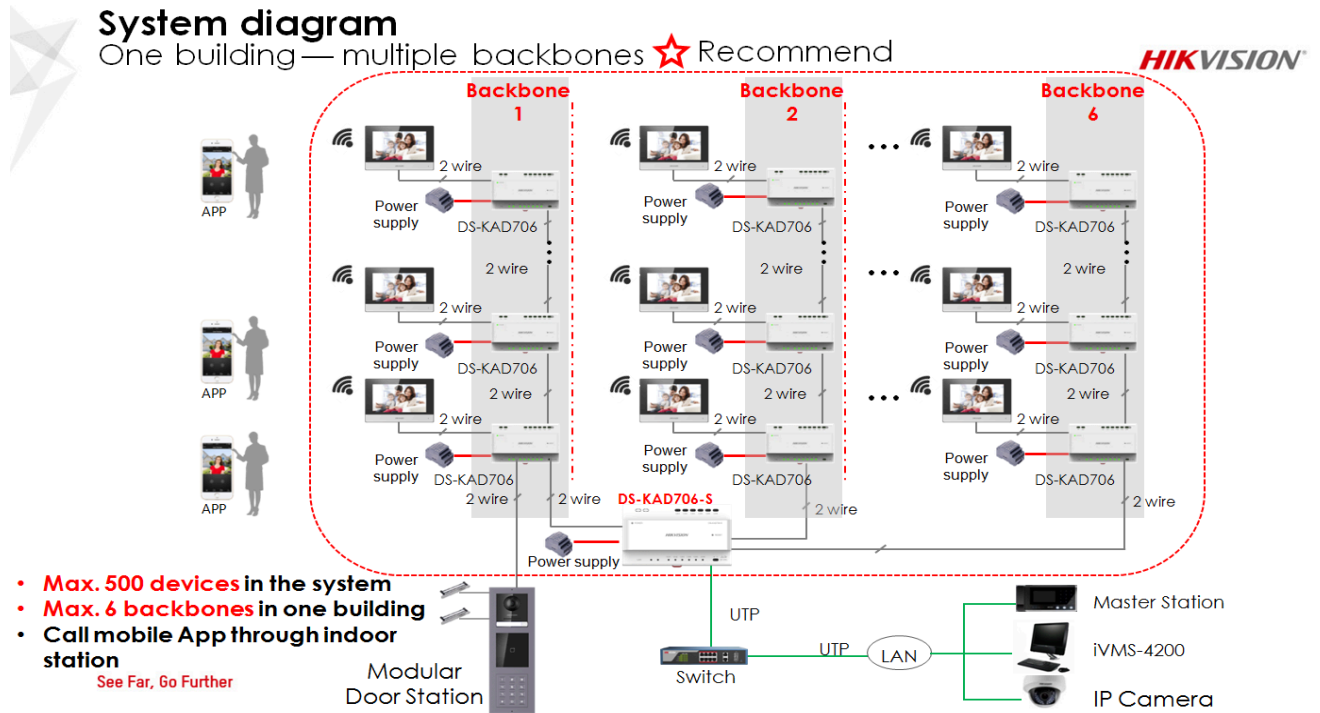 System diagram
One building — multiple backbones Recommend
HIKVISION
Backbone
1
Backbone
2
Backbone
6
2 wire
2 wire
2 wire
Power
supply
Power
supply
Power
supply
APP
DS-KAD706
DS-KAD706
DS-KAD706
2 wire
2 wire
2 wire
2 wire
2 wire
2 wire
Power
supply
Power
supply
Power
supply
DS-KAD706
DS-KAD706
DS-KAD706
APP
2 wire
2 wire
2 wire
2 wire
2 wire
2 wire
Power
supply
Power
supply
Power
supply
DS-KAD706
DS-KAD706
DS-KAD706
APP
2 wire
2 wire
DS-KAD706-S
2 wire
2 wire
HIKVISION
Power supply
• Max. 500 devices in the system
• Max. 6 backbones in one building
• Call mobile App through indoor
station
See Far, Go Further
Modular
Door Station
UTP
Switch
UTP
LAN
Master Station
iVMS-4200
IP Camera